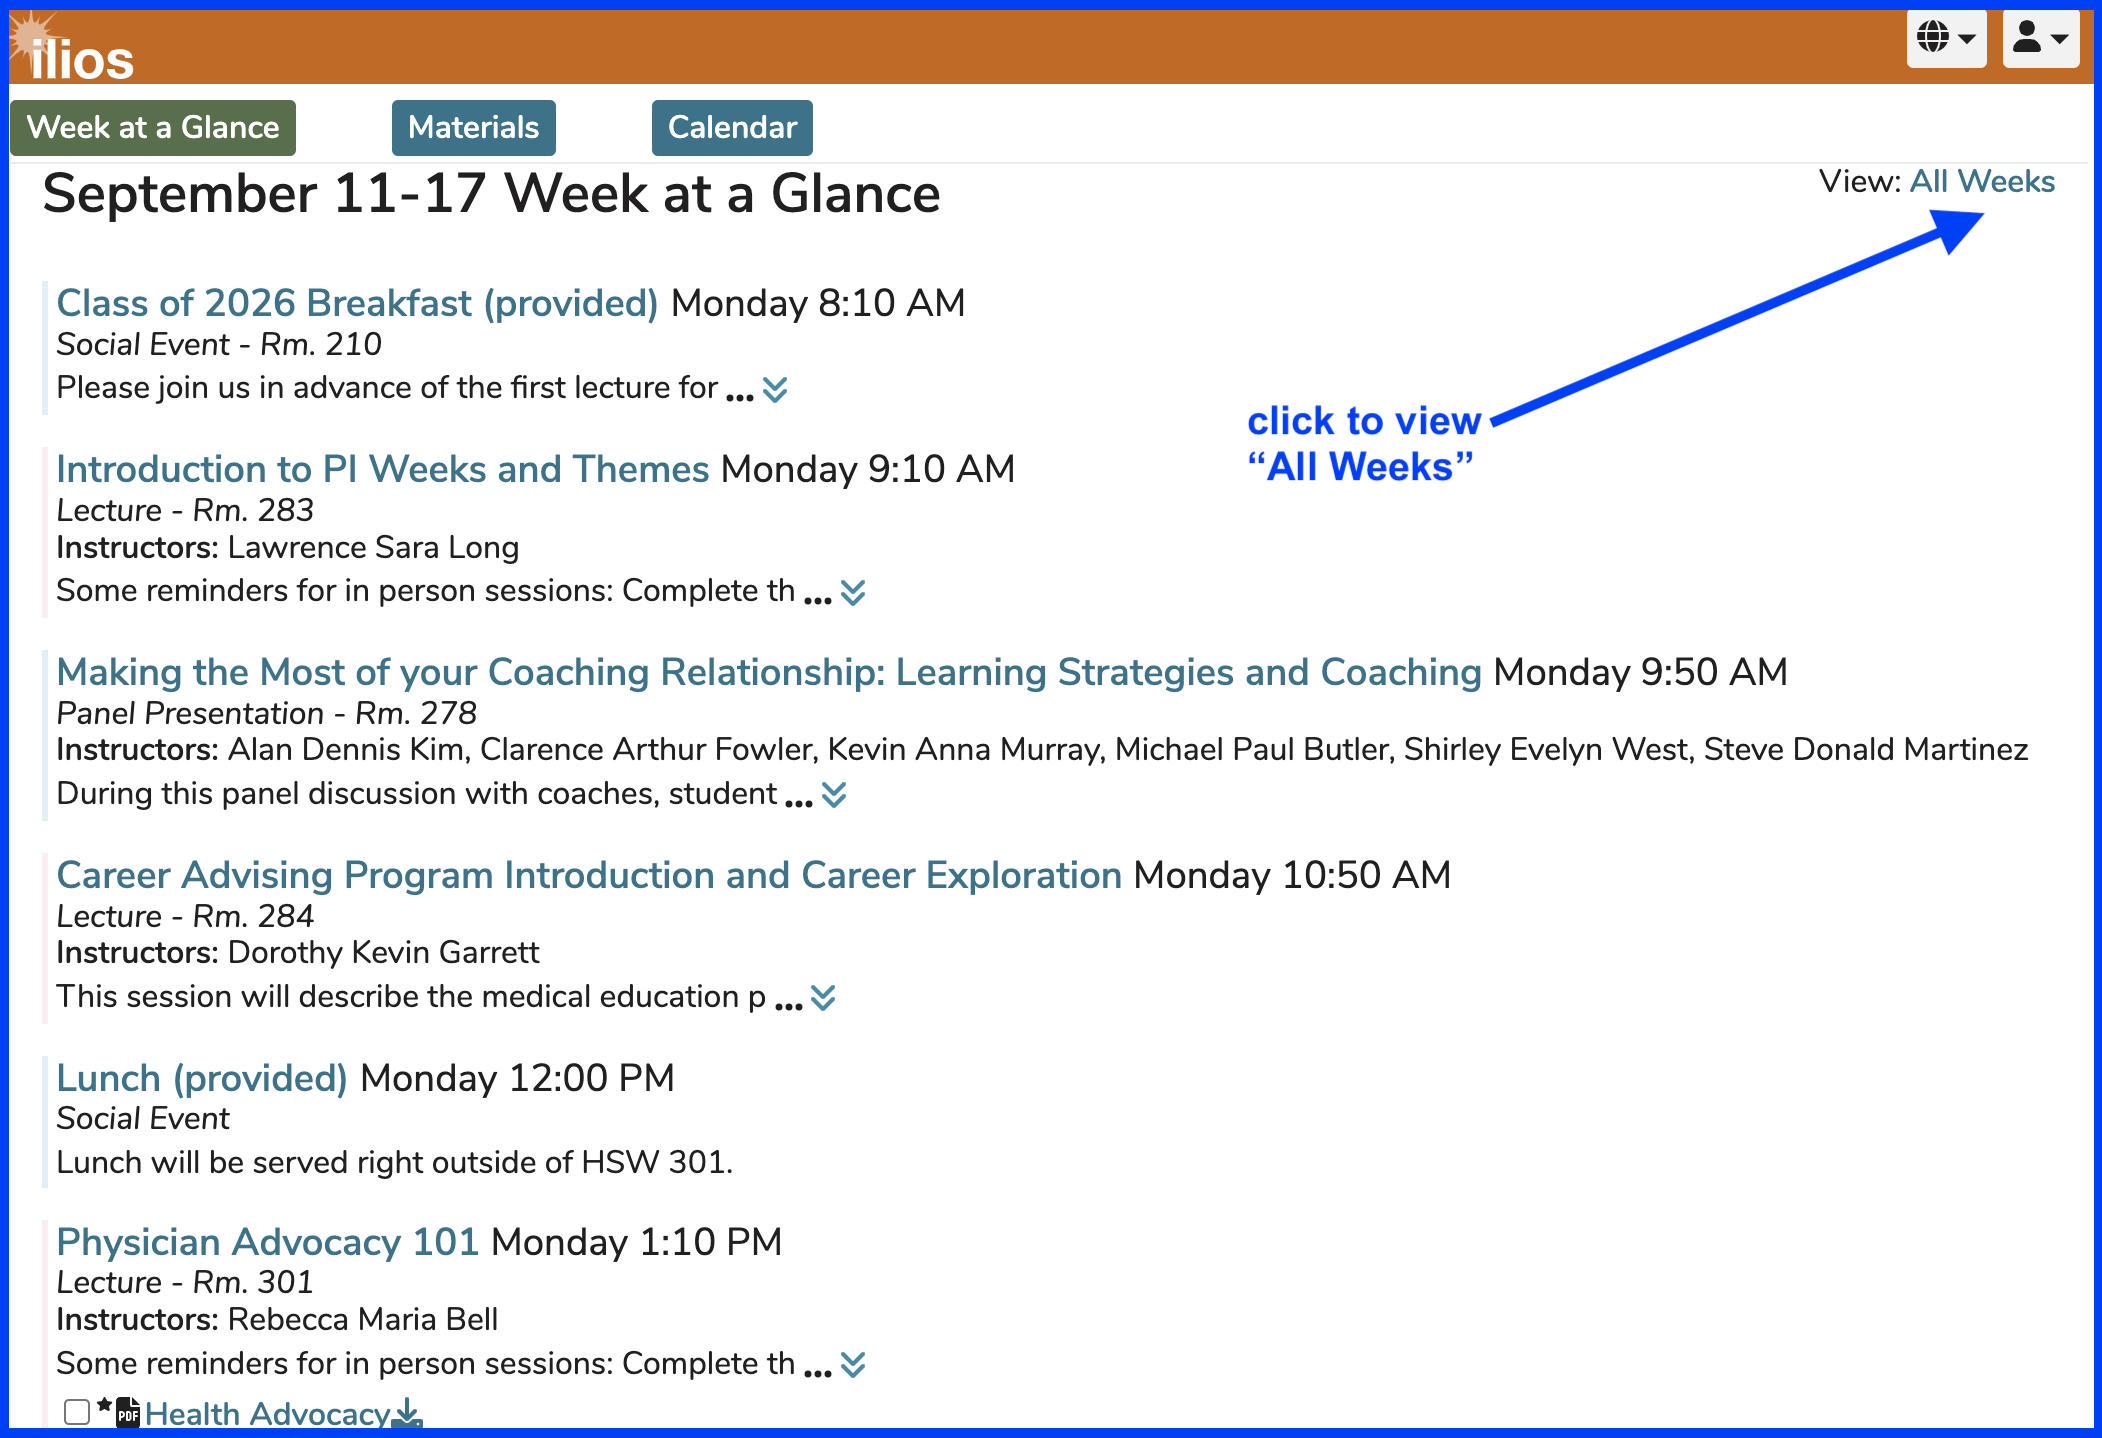 ilios
Week at a Glance Materials Calendar
September 11-17 Week at a Glance
View: All Weeks
Class of 2026 Breakfast (provided) Monday 8:10 AM
Social Event - Rm. 210
Please join us in advance of the first lecture for ...
click to view
“All Weeks”
Introduction to PI Weeks and Themes Monday 9:10 AM
Lecture - Rm. 283
Instructors: Lawrence Sara Long
Some reminders for in person sessions: Complete th ...
Making the Most of your Coaching Relationship: Learning Strategies and Coaching Monday 9:50 AM
Panel Presentation - Rm. 278
Instructors: Alan Dennis Kim, Clarence Arthur Fowler, Kevin Anna Murray, Michael Paul Butler, Shirley Evelyn West, Steve Donald Martinez
During this panel discussion with coaches, student ...
Career Advising Program Introduction and Career Exploration Monday 10:50 AM
Lecture - Rm. 284
Instructors: Dorothy Kevin Garrett
This session will describe the medical education p ...
Lunch (provided) Monday 12:00 PM
Social Event
Lunch will be served right outside of HSW 301.
Physician Advocacy 101 Monday 1:10 PM
Lecture - Rm. 301
Instructors: Rebecca Maria Bell
Some reminders for in person sessions: Complete th ...
PDF Health Advocacy